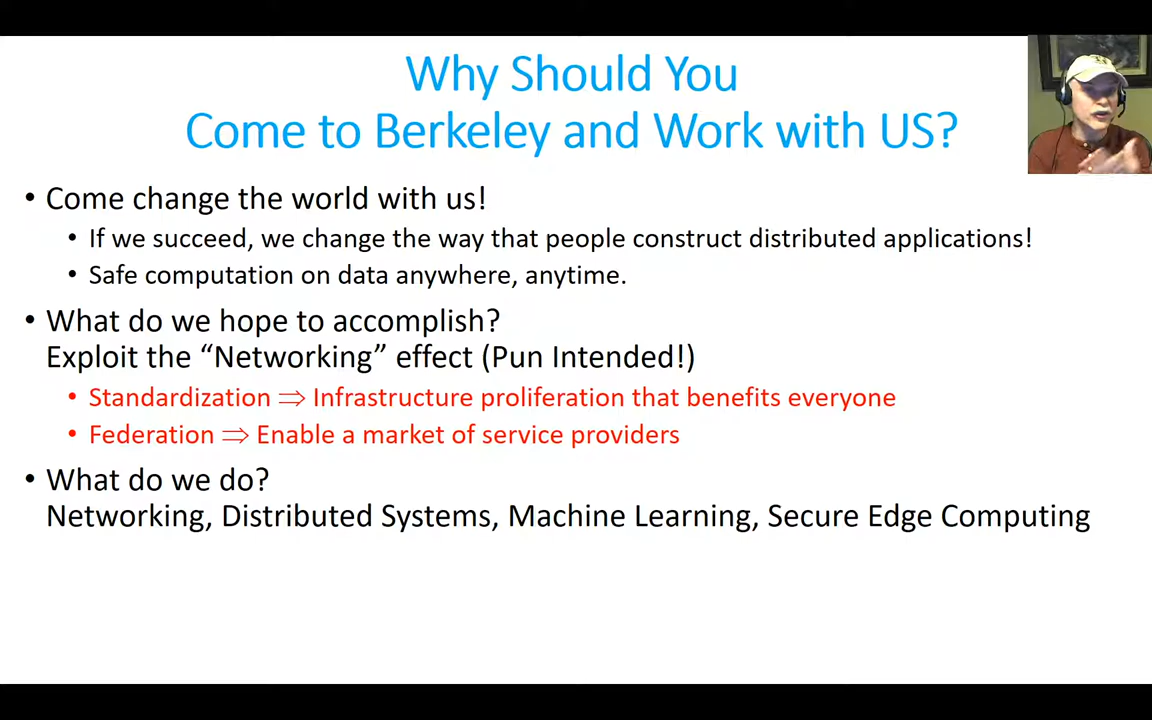 Why Should You
Come to Berkeley and Work with US?
• Come change the world with us!
• If we succeed, we change the way that people construct distributed applications!
• Safe computation on data anywhere, anytime.
• What do we hope to accomplish?
Exploit the “Networking” effect (Pun Intended!)
• Standardization ⇒ Infrastructure proliferation that benefits everyone
• Federation ⇒ Enable a market of service providers
• What do we do?
Networking, Distributed Systems, Machine Learning, Secure Edge Computing